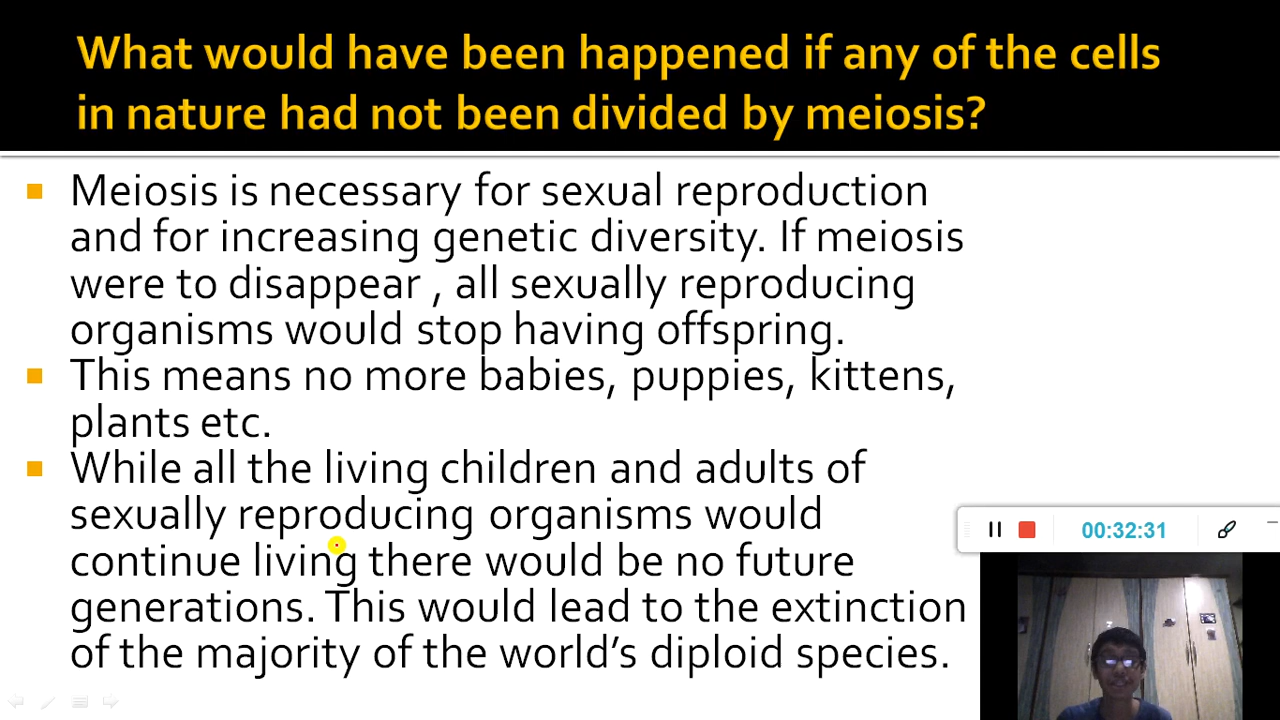 What would have been happened if any of the cells
in nature had not been divided by meiosis?
Meiosis is necessary for sexual reproduction
and for increasing genetic diversity. If meiosis
were to disappear , all sexually reproducing
organisms would stop having offspring.
This means no more babies, puppies, kittens,
plants etc.
While all the living children and adults of
sexually reproducing organisms would
continue living there would be no future
generations. This would lead to the extinction
of the majority of the world’s diploid species.
00:32:31